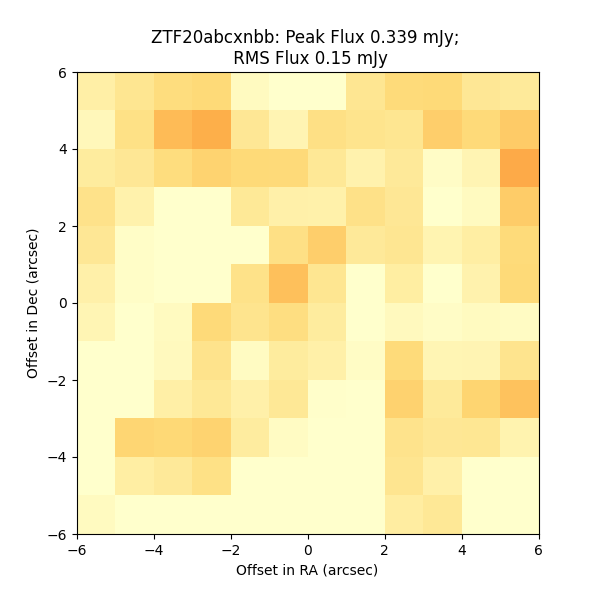 ZTF20abcxnbb: Peak Flux 0.339 mJy;
RMS Flux 0.15 mJy
6
4
2
0
−2
−4
−6
Offset in Dec (arcsec)
−6 −4 −2 0 2 4 6
Offset in RA (arcsec)